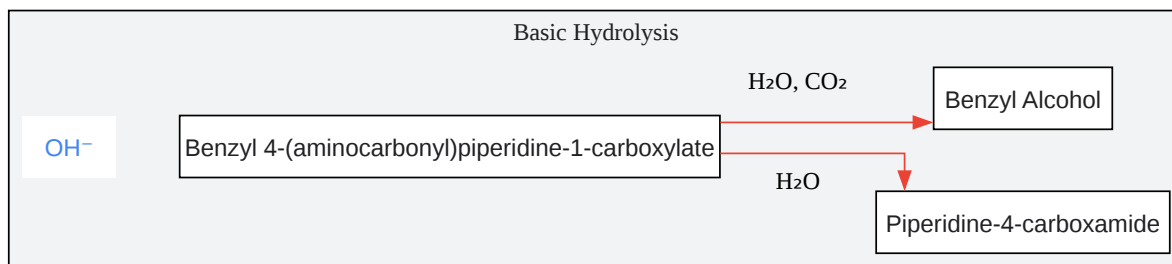 Basic Hydrolysis
H₂O, CO₂
Benzyl Alcohol
OH⁻
Benzyl 4-(aminocarbonyl)piperidine-1-carboxylate
H₂O
Piperidine-4-carboxamide